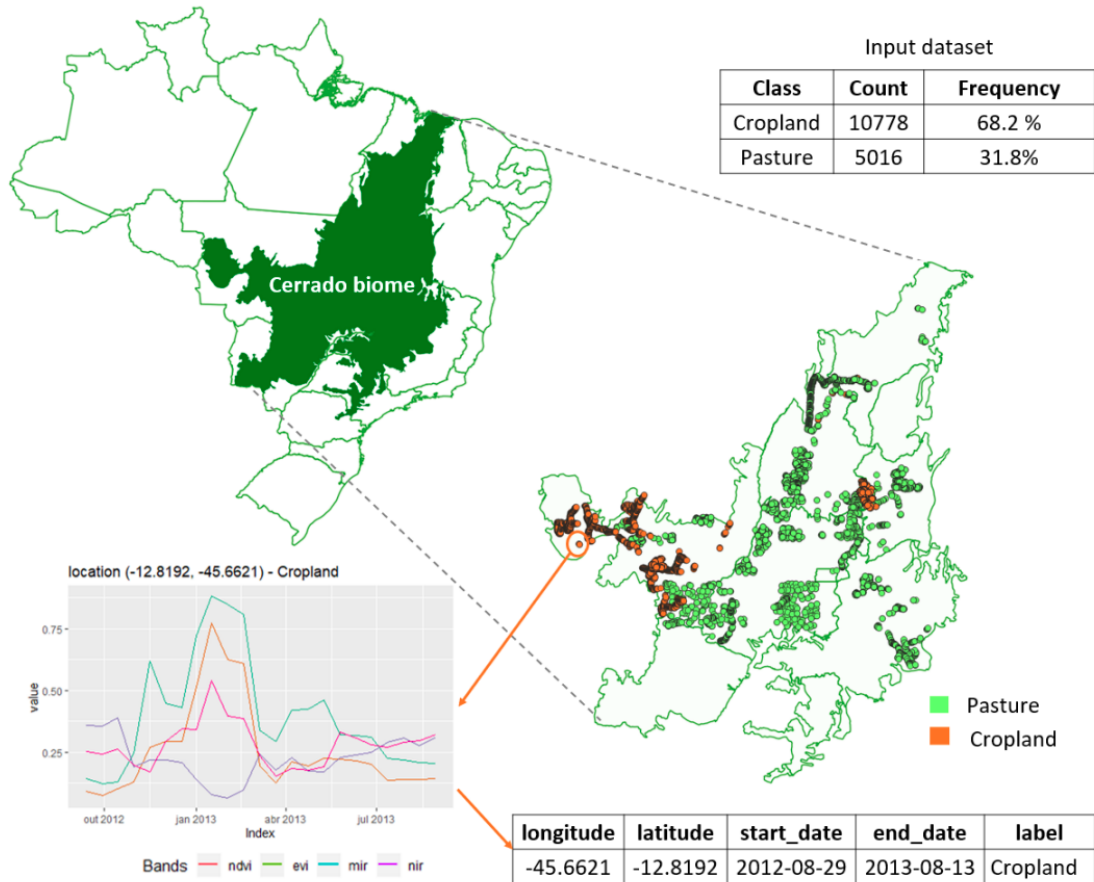 Input dataset
Class Count Frequency
Cropland 10778 68.2 %
Pasture 5016 31.8%
Cerrado biome
location (-12.8192, -45.6621) - Cropland
value
0.75
0.50
0.25
out 2012 jan 2013 abr 2013 jul 2013
Index
Bands ndvi evi mir nir
Pasture
Cropland
longitude latitude start_date end_date label
-45.6621 -12.8192 2012-08-29 2013-08-13 Cropland